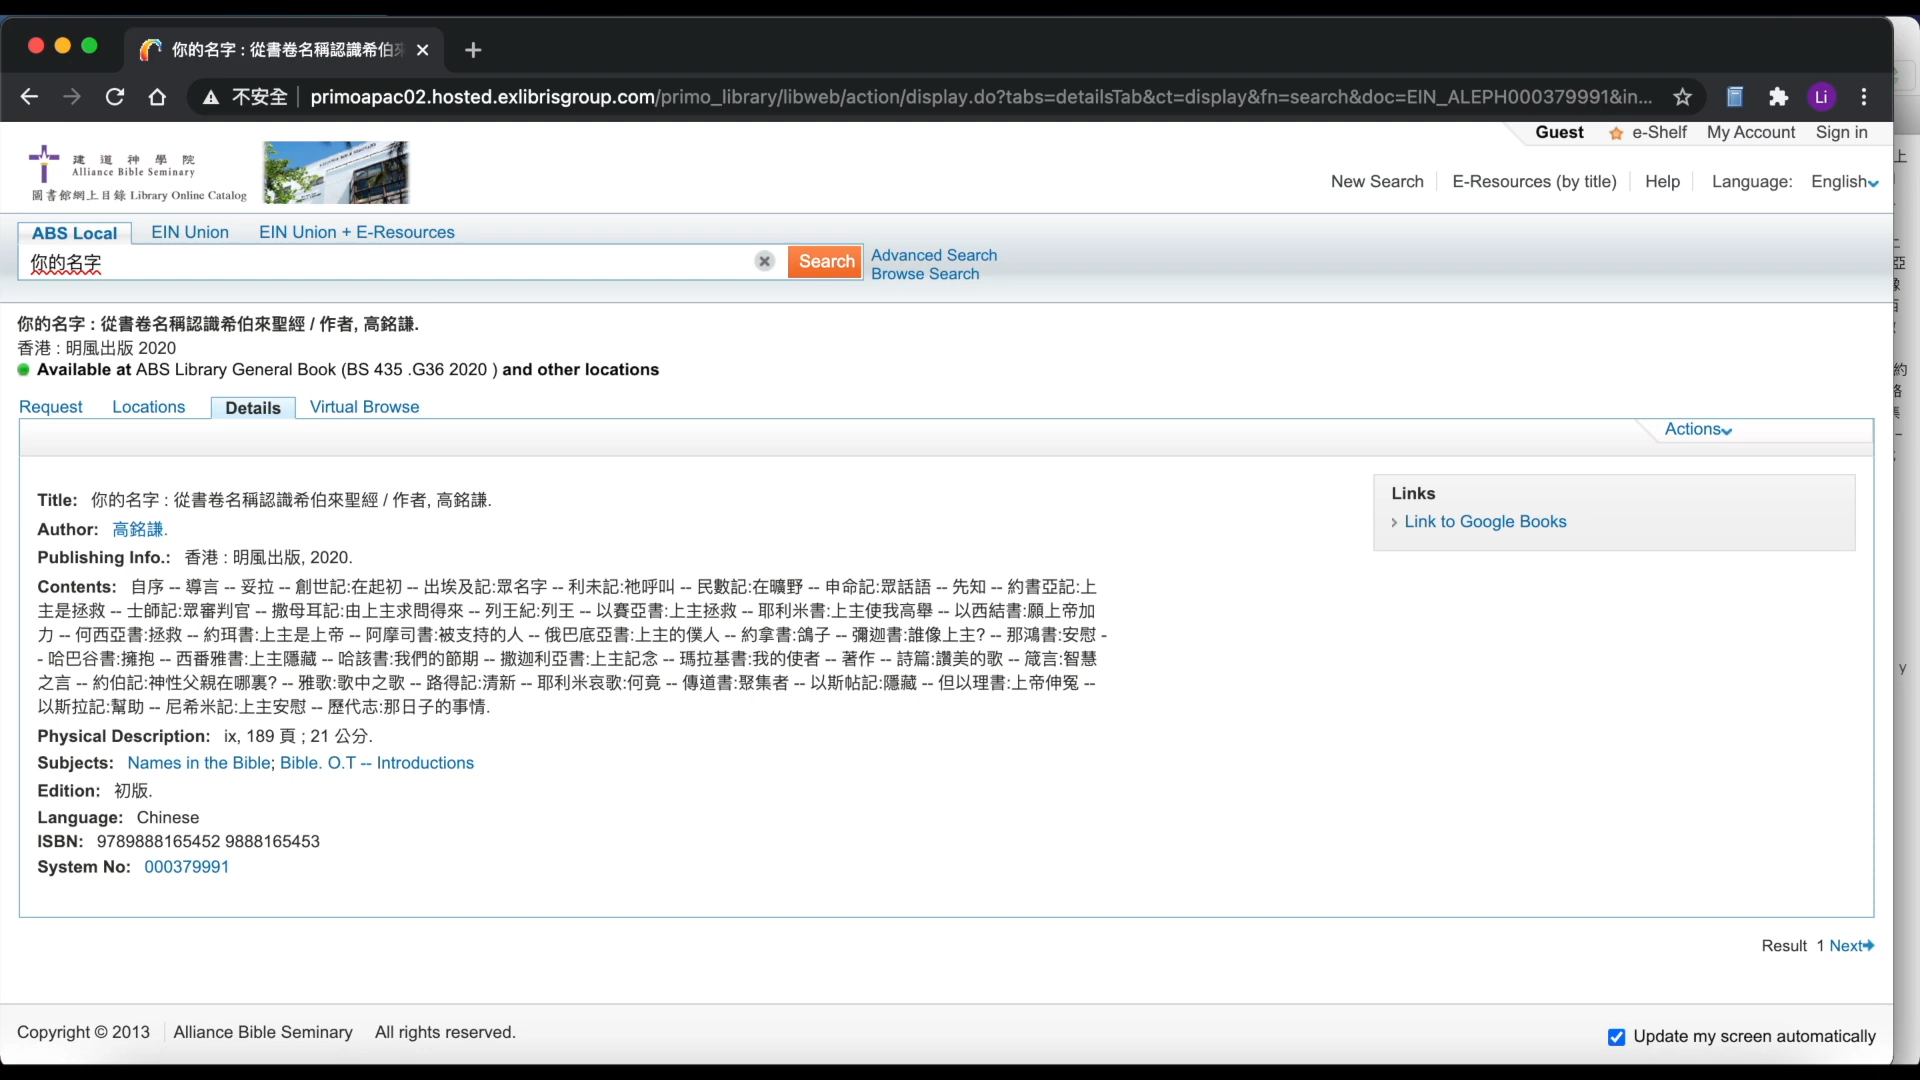 你的名字 : 從書卷名稱認識希伯來
不安全 primoapac02.hosted.exlibrisgroup.com/primo_library/libweb/action/display.do?tabs=detailsTab&ct=display&fn=search&doc=EIN_ALEPH000379991&in... Li
Guest e-Shelf My Account Sign in
建道神學院
Alliance Bible Seminary
圖書館網上目錄 Library Online Catalog
New Search E-Resources (by title) Help Language: English
ABS Local EIN Union EIN Union + E-Resources
你的名字 Search
Advanced Search
Browse Search
你的名字 : 從書卷名稱認識希伯來聖經 / 作者, 高銘謙.
香港 : 明風出版 2020
Available at ABS Library General Book (BS 435 .G36 2020 ) and other locations
Request Locations Details Virtual Browse
Actions
Title: 你的名字 : 從書卷名稱認識希伯來聖經 / 作者, 高銘謙.
Author: 高銘謙.
Publishing Info.: 香港 : 明風出版, 2020.
Contents: 自序 -- 導言 -- 妥拉 -- 創世記:在起初 -- 出埃及記:眾名字 -- 利未記:祂呼叫 -- 民數記:在曠野 -- 申命記:眾話語 -- 先知 -- 約書亞記:上
主是拯救 -- 士師記:眾審判官 -- 撒母耳記:由上主求問得來 -- 列王紀:列王 -- 以賽亞書:上主拯救 -- 耶利米書:上主使我高舉 -- 以西結書:願上帝加
力 -- 何西亞書:拯救 -- 約珥書:上主是上帝 -- 阿摩司書:被支持的人 -- 俄巴底亞書:上主的僕人 -- 約拿書:鴿子 -- 彌迦書:誰像上主? -- 那鴻書:安慰 -
- 哈巴谷書:擁抱 -- 西番雅書:上主隱藏 -- 哈該書:我們的節期 -- 撒迦利亞書:上主記念 -- 瑪拉基書:我的使者 -- 著作 -- 詩篇:讚美的歌 -- 箴言:智慧
之言 -- 約伯記:神性父親在哪裏? -- 雅歌:歌中之歌 -- 路得記:清新 -- 耶利米哀歌:何竟 -- 傳道書:聚集者 -- 以斯帖記:隱藏 -- 但以理書:上帝伸冤 --
以斯拉記:幫助 -- 尼希米記:上主安慰 -- 歷代志:那日子的事情.
Physical Description: ix, 189 頁 ; 21 公分.
Subjects: Names in the Bible; Bible. O.T -- Introductions
Edition: 初版.
Language: Chinese
ISBN: 9789888165452 9888165453
System No: 000379991
Links
Link to Google Books
Result 1 Next
Copyright © 2013 Alliance Bible Seminary All rights reserved.
Update my screen automatically